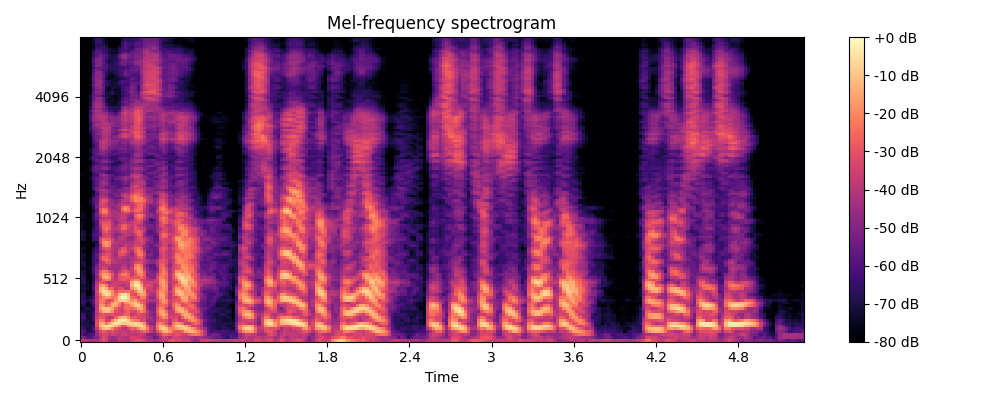 Mel-frequency spectrogram
+0 dB
4096
-10 dB
-20 dB
2048
-30 dB
Hz
-40 dB
1024
-50 dB
512
-60 dB
-70 dB
0
-80 dB
0 0.6 1.2 1.8 2.4 3 3.6 4.2 4.8
Time